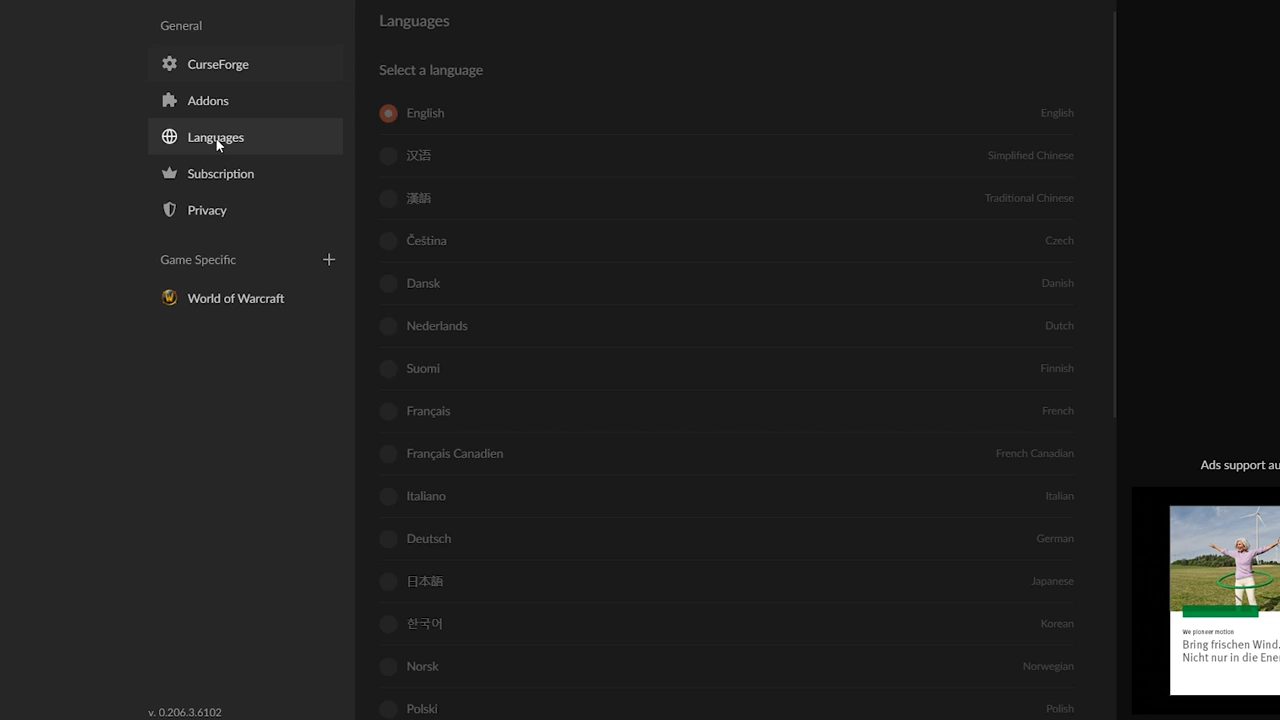 General
CurseForge
Addons
Languages
Subscription
Privacy
Game Specific
World of Warcraft
v. 0.206.3.6102
Languages
Select a language
English English
汉语 Simplified Chinese
漢語 Traditional Chinese
Čeština Czech
Dansk Danish
Nederlands Dutch
Suomi Finnish
Français French
Français Canadien French Canadian
Italiano Italian
Deutsch German
日本語 Japanese
한국어 Korean
Norsk Norwegian
Polski Polish
Ads support au
We pioneer motion
Bring frischen Wind.
Nicht nur in die Ene